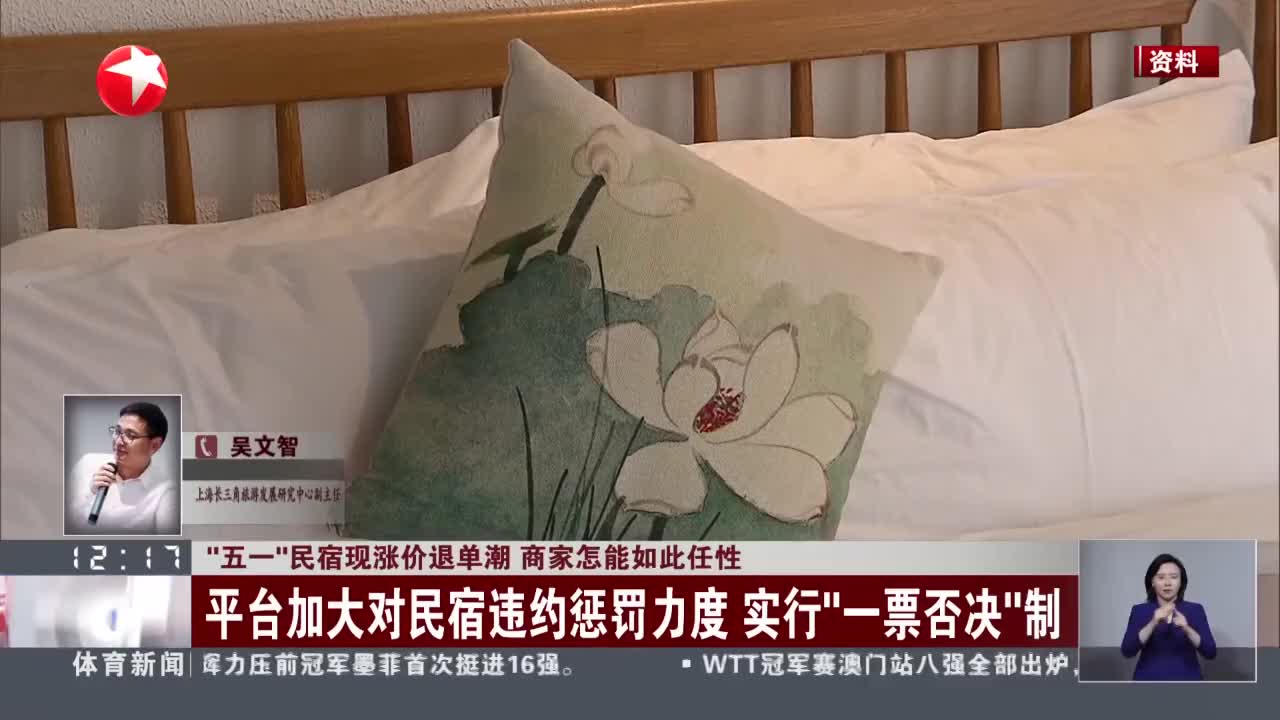 资料
吴文智
上海长三角旅游发展研究中心副主任
12:17
"五一"民宿现涨价退单潮 商家怎能如此任性
平台加大对民宿违约惩罚力度 实行"一票否决"制
体育新闻
军力压前冠军墨菲首次挺进16强。
▪ WTT冠军赛澳门站八强全部出炉,